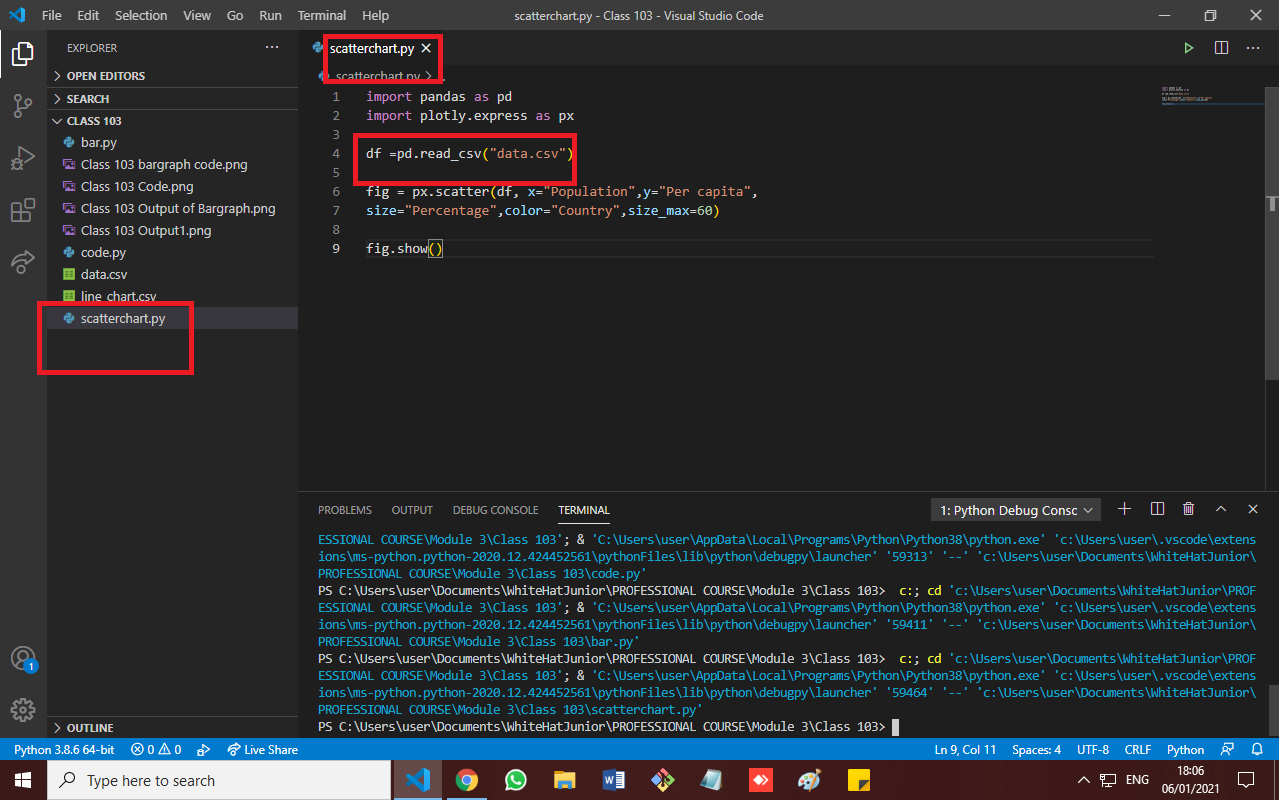 File Edit Selection View Go Run Terminal Help
scatterchart.py - Class 103 - Visual Studio Code
EXPLORER
OPEN EDITORS
SEARCH
CLASS 103
bar.py
Class 103 bargraph code.png
Class 103 Code.png
Class 103 Output of Bargraph.png
Class 103 Output1.png
code.py
data.csv
line_chart.csv
scatterchart.py
OUTLINE
scatterchart.py
scatterchart.py
1 import pandas as pd
2 import plotly.express as px
3
4 df =pd.read_csv("data.csv")
5
6 fig = px.scatter(df, x="Population",y="Per capita",
7 size="Percentage",color="Country",size_max=60)
8
9 fig.show()
PROBLEMS OUTPUT DEBUG CONSOLE TERMINAL
1: Python Debug Consc
ESSIONAL COURSE\Module 3\Class 103'; & 'C:\Users\user\AppData\Local\Programs\Python\Python38\python.exe' 'c:\Users\user\.vscode\extens
ions\ms-python.python-2020.12.424452561\pythonFiles\lib\python\debugpy\launcher' '59313' '--' 'c:\Users\user\Documents\WhiteHatJunior\
PROFESSIONAL COURSE\Module 3\Class 103\code.py'
PS C:\Users\user\Documents\WhiteHatJunior\PROFESSIONAL COURSE\Module 3\Class 103> c:; cd 'c:\Users\user\Documents\WhiteHatJunior\PROF
ESSIONAL COURSE\Module 3\Class 103'; & 'C:\Users\user\AppData\Local\Programs\Python\Python38\python.exe' 'c:\Users\user\.vscode\extens
ions\ms-python.python-2020.12.424452561\pythonFiles\lib\python\debugpy\launcher' '59411' '--' 'c:\Users\user\Documents\WhiteHatJunior\
PROFESSIONAL COURSE\Module 3\Class 103\bar.py'
PS C:\Users\user\Documents\WhiteHatJunior\PROFESSIONAL COURSE\Module 3\Class 103> c:; cd 'c:\Users\user\Documents\WhiteHatJunior\PROF
ESSIONAL COURSE\Module 3\Class 103'; & 'C:\Users\user\AppData\Local\Programs\Python\Python38\python.exe' 'c:\Users\user\.vscode\extens
ions\ms-python.python-2020.12.424452561\pythonFiles\lib\python\debugpy\launcher' '59464' '--' 'c:\Users\user\Documents\WhiteHatJunior\
PROFESSIONAL COURSE\Module 3\Class 103\scatterchart.py'
PS C:\Users\user\Documents\WhiteHatJunior\PROFESSIONAL COURSE\Module 3\Class 103>
1
Python 3.8.6 64-bit 0 0 Live Share
Ln 9, Col 11 Spaces: 4 UTF-8 CRLF Python
Type here to search
W
ENG
18:06
06/01/2021